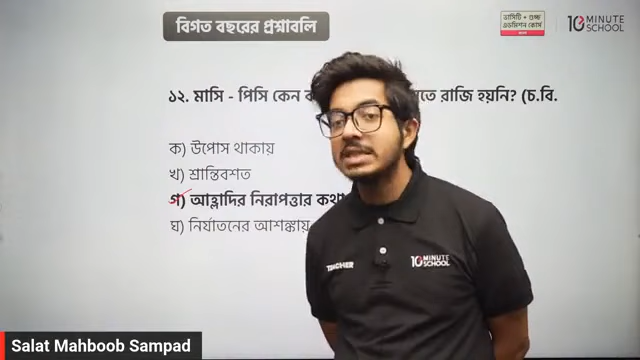 বিগত বছরের প্রশ্নাবলি
ভার্সিটি + গুচ্ছ
এডমিশন কোর্স
10 MINUTE
SCHOOL
১২. মাসি - পিসি কেন রাজি হয়নি? (চ.বি.
ক) উপোস থাকায়
খ) শ্রান্তিবশত
গ) আহ্লাদির নিরাপত্তার কথা
ঘ) নির্যাতনের আশঙ্কায়
TEACHER
10 MINUTE
SCHOOL
Salat Mahboob Sampad